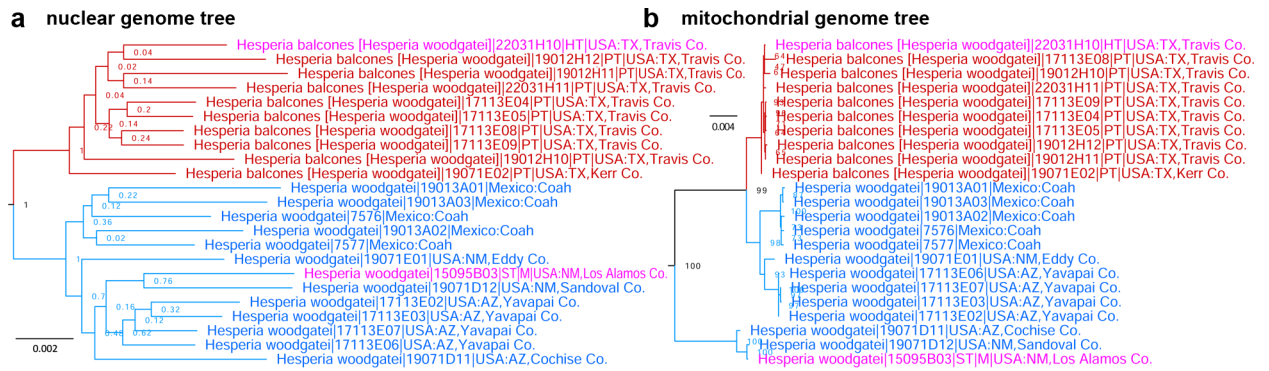 a nuclear genome tree
Hesperia balcones [Hesperia woodgatei]|22031H10|HT|USA:TX,Travis Co.
Hesperia balcones [Hesperia woodgatei]|19012H12|PT|USA:TX,Travis Co.
Hesperia balcones [Hesperia woodgatei]|19012H11|PT|USA:TX,Travis Co.
Hesperia balcones [Hesperia woodgatei]|22031H11|PT|USA:TX,Travis Co.
Hesperia balcones [Hesperia woodgatei]|17113E04|PT|USA:TX,Travis Co.
Hesperia balcones [Hesperia woodgatei]|17113E05|PT|USA:TX,Travis Co.
Hesperia balcones [Hesperia woodgatei]|17113E08|PT|USA:TX,Travis Co.
Hesperia balcones [Hesperia woodgatei]|17113E09|PT|USA:TX,Travis Co.
Hesperia balcones [Hesperia woodgatei]|19012H10|PT|USA:TX,Travis Co.
Hesperia balcones [Hesperia woodgatei]|19071E02|PT|USA:TX,Kerr Co.
Hesperia woodgatei|19013A01|Mexico:Coah
Hesperia woodgatei|19013A03|Mexico:Coah
Hesperia woodgatei|7576|Mexico:Coah
Hesperia woodgatei|19013A02|Mexico:Coah
Hesperia woodgatei|7577|Mexico:Coah
Hesperia woodgatei|19071E01|USA:NM,Eddy Co.
Hesperia woodgatei|15095B03|ST|M|USA:NM,Los Alamos Co.
Hesperia woodgatei|19071D12|USA:NM,Sandoval Co.
Hesperia woodgatei|17113E02|USA:AZ,Yavapai Co.
Hesperia woodgatei|17113E03|USA:AZ,Yavapai Co.
Hesperia woodgatei|17113E07|USA:AZ,Yavapai Co.
Hesperia woodgatei|17113E06|USA:AZ,Yavapai Co.
Hesperia woodgatei|19071D11|USA:AZ,Cochise Co.
0.04
0.02
0.14
0.04
0.2
0.22
0.14
0.24
1
1
0.22
0.12
0.36
0.02
1
0.76
0.7
0.16
0.32
0.12
0.48
0.62
0.002
b mitochondrial genome tree
Hesperia balcones [Hesperia woodgatei]|22031H10|HT|USA:TX,Travis Co.
Hesperia balcones [Hesperia woodgatei]|17113E08|PT|USA:TX,Travis Co.
Hesperia balcones [Hesperia woodgatei]|19012H10|PT|USA:TX,Travis Co.
Hesperia balcones [Hesperia woodgatei]|22031H11|PT|USA:TX,Travis Co.
Hesperia balcones [Hesperia woodgatei]|17113E09|PT|USA:TX,Travis Co.
Hesperia balcones [Hesperia woodgatei]|17113E04|PT|USA:TX,Travis Co.
Hesperia balcones [Hesperia woodgatei]|17113E05|PT|USA:TX,Travis Co.
Hesperia balcones [Hesperia woodgatei]|19012H12|PT|USA:TX,Travis Co.
Hesperia balcones [Hesperia woodgatei]|19012H11|PT|USA:TX,Travis Co.
Hesperia balcones [Hesperia woodgatei]|19071E02|PT|USA:TX,Kerr Co.
Hesperia woodgatei|19013A01|Mexico:Coah
Hesperia woodgatei|19013A03|Mexico:Coah
Hesperia woodgatei|19013A02|Mexico:Coah
Hesperia woodgatei|7576|Mexico:Coah
Hesperia woodgatei|7577|Mexico:Coah
Hesperia woodgatei|19071E01|USA:NM,Eddy Co.
Hesperia woodgatei|17113E06|USA:AZ,Yavapai Co.
Hesperia woodgatei|17113E07|USA:AZ,Yavapai Co.
Hesperia woodgatei|17113E03|USA:AZ,Yavapai Co.
Hesperia woodgatei|17113E02|USA:AZ,Yavapai Co.
Hesperia woodgatei|19071D11|USA:AZ,Cochise Co.
Hesperia woodgatei|19071D12|USA:NM,Sandoval Co.
Hesperia woodgatei|15095B03|ST|M|USA:NM,Los Alamos Co.
0.004
99
98
93
100
100
100